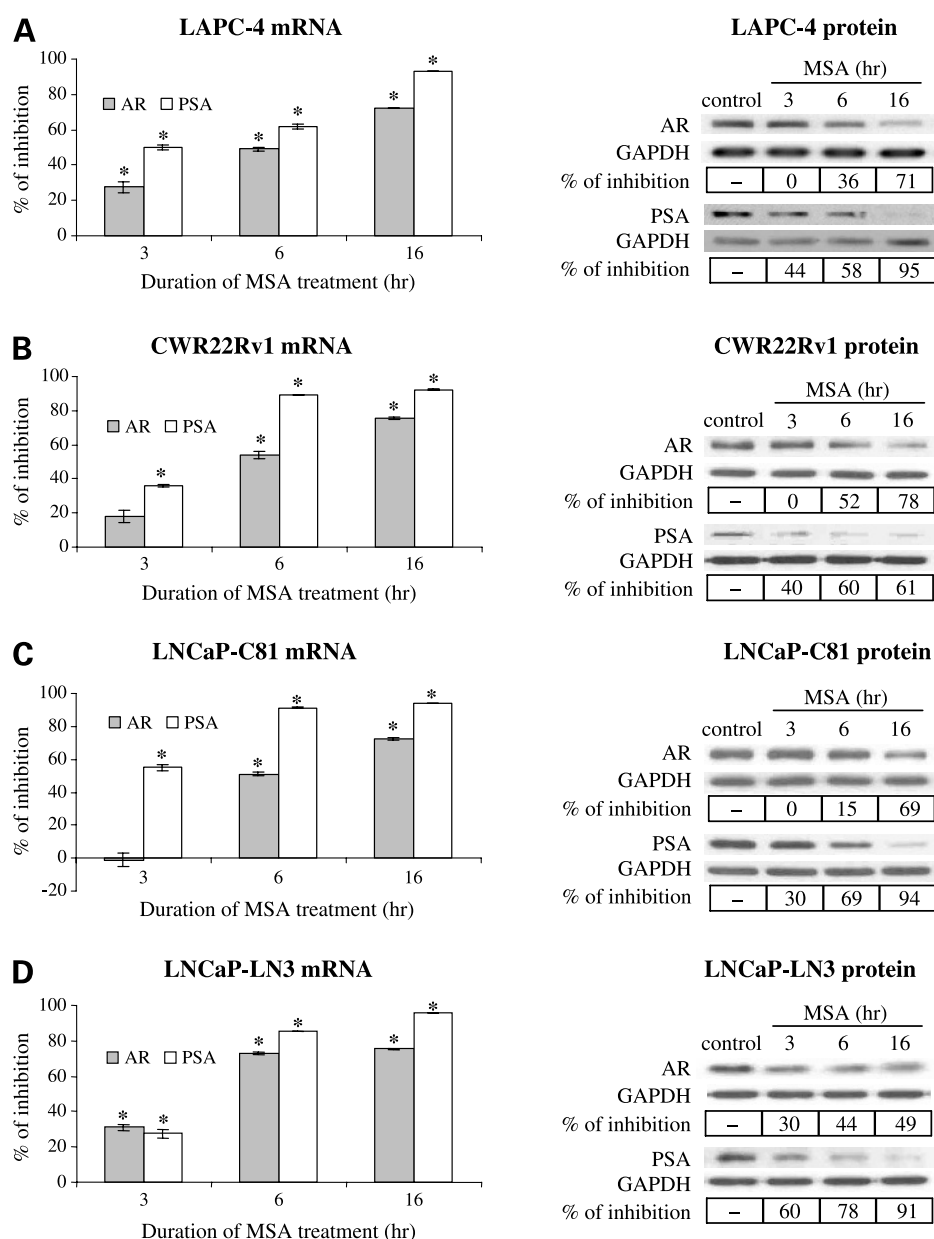 A
LAPC-4 mRNA
% of inhibition
100
80
60
40
20
0
AR PSA
* * * * * *
3 6 16
Duration of MSA treatment (hr)
LAPC-4 protein
MSA (hr)
control 3 6 16
AR
GAPDH
% of inhibition – 0 36 71
PSA
GAPDH
% of inhibition – 44 58 95
B
CWR22Rv1 mRNA
% of inhibition
100
80
60
40
20
0
AR PSA
* * * * *
3 6 16
Duration of MSA treatment (hr)
CWR22Rv1 protein
MSA (hr)
control 3 6 16
AR
GAPDH
% of inhibition – 0 52 78
PSA
GAPDH
% of inhibition – 40 60 61
C
LNCaP-C81 mRNA
% of inhibition
100
80
60
40
20
0
-20
AR PSA
* * * * *
3 6 16
Duration of MSA treatment (hr)
LNCaP-C81 protein
MSA (hr)
control 3 6 16
AR
GAPDH
% of inhibition – 0 15 69
PSA
GAPDH
% of inhibition – 30 69 94
D
LNCaP-LN3 mRNA
% of inhibition
100
80
60
40
20
0
AR PSA
* * * * * *
3 6 16
Duration of MSA treatment (hr)
LNCaP-LN3 protein
MSA (hr)
control 3 6 16
AR
GAPDH
% of inhibition – 30 44 49
PSA
GAPDH
% of inhibition – 60 78 91